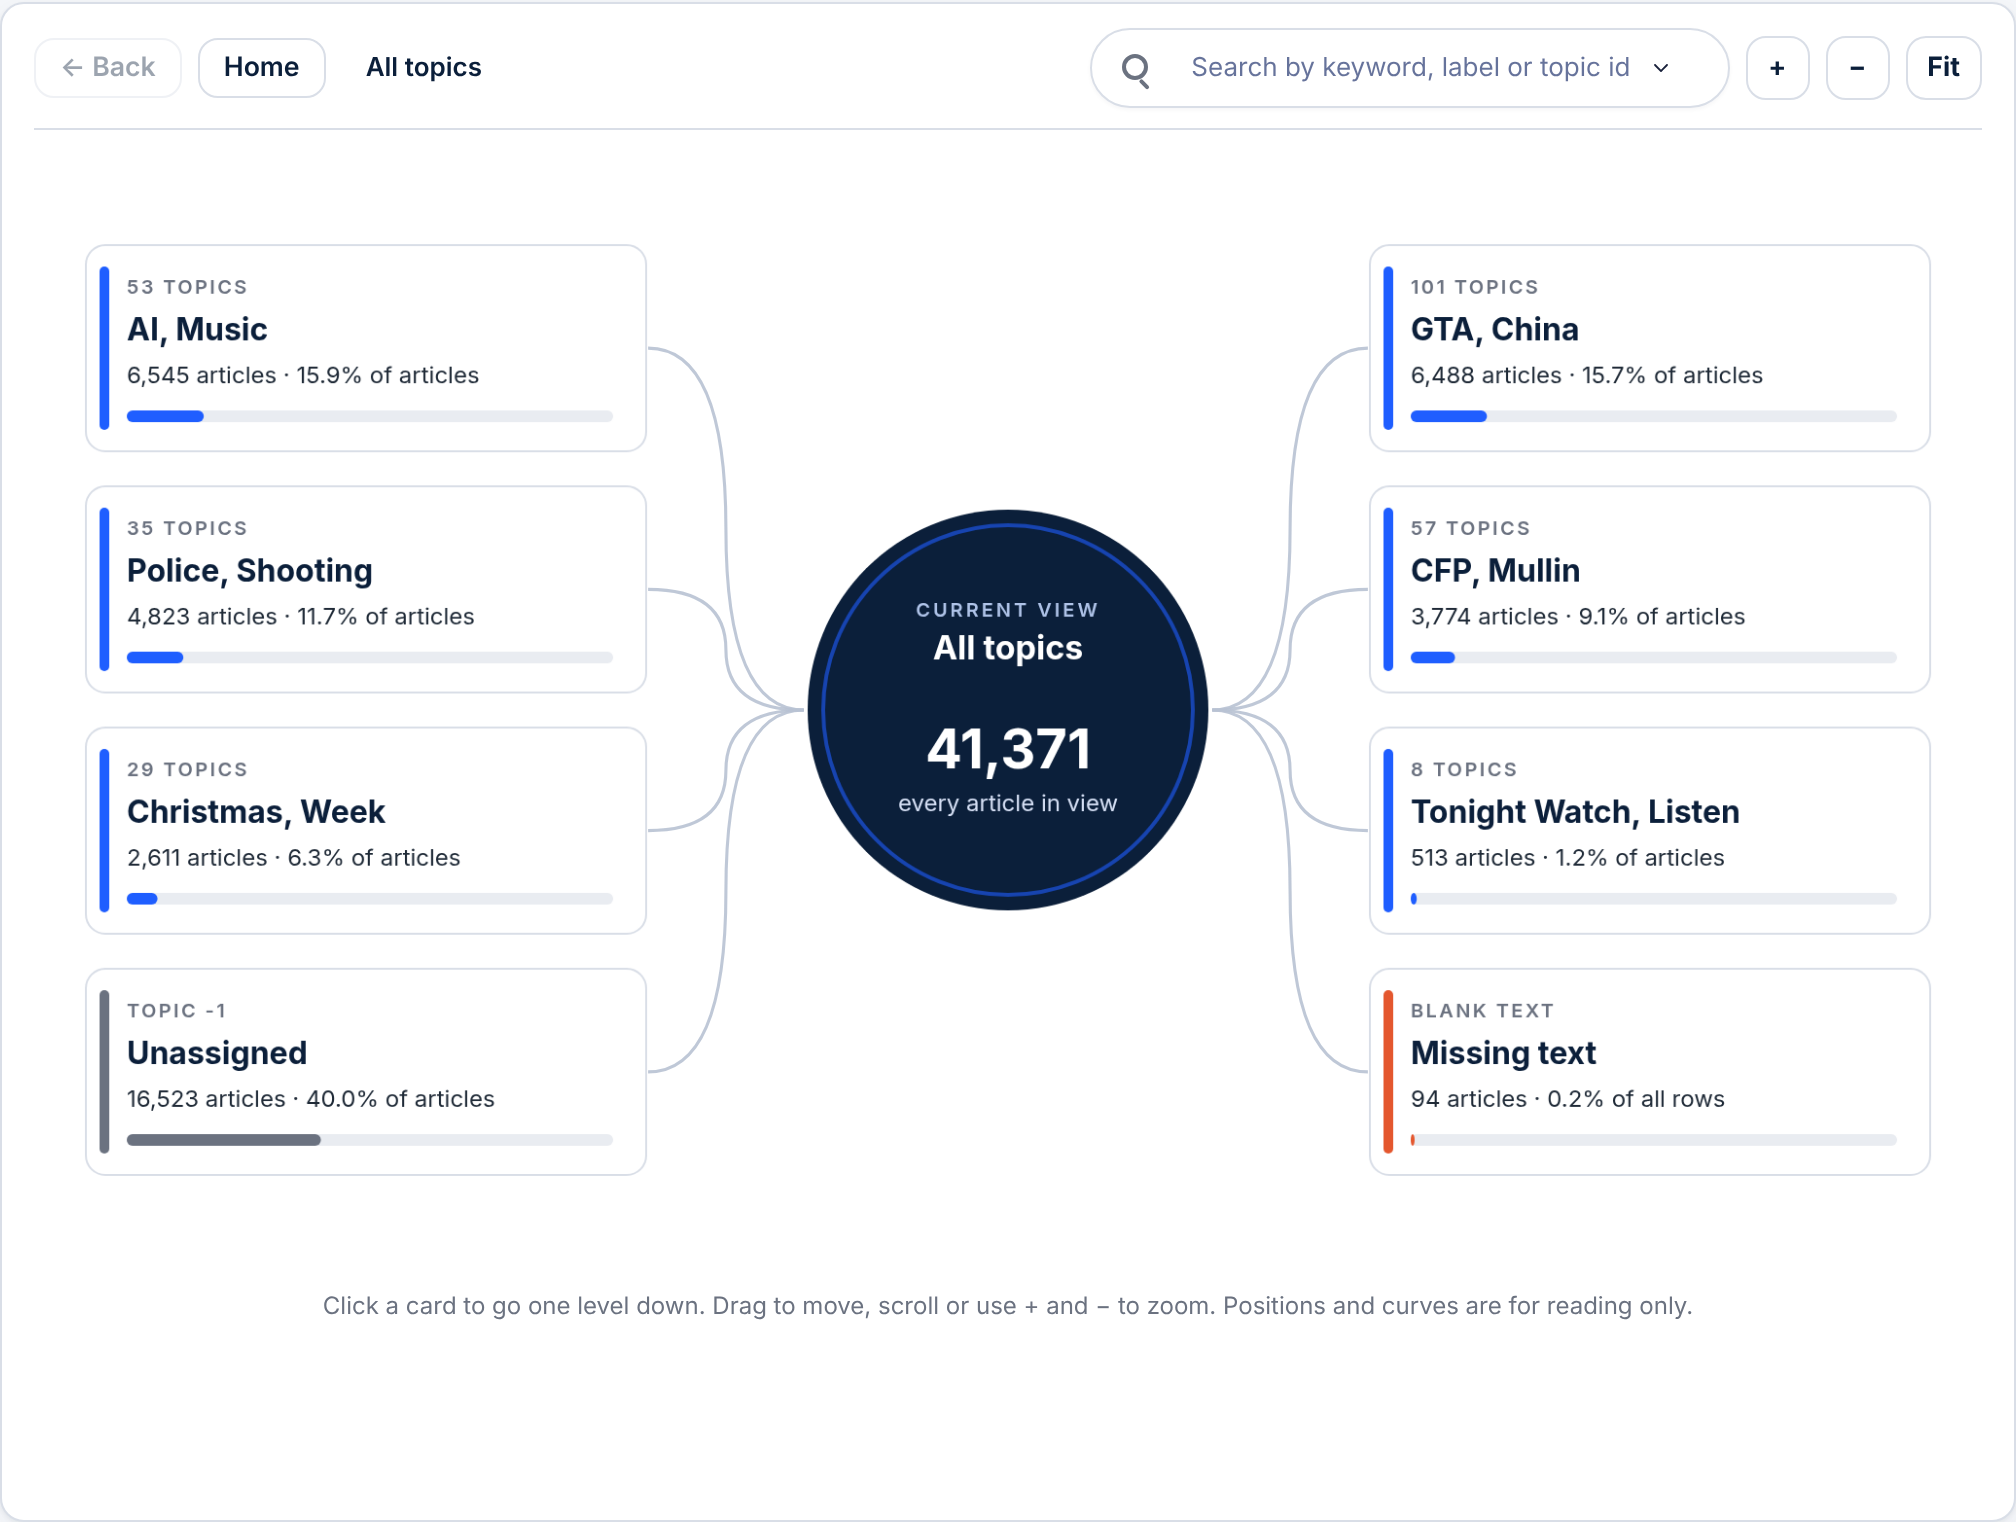 ← Back
Home
All topics
Search by keyword, label or topic id
+
−
Fit
53 TOPICS
AI, Music
6,545 articles · 15.9% of articles
35 TOPICS
Police, Shooting
4,823 articles · 11.7% of articles
29 TOPICS
Christmas, Week
2,611 articles · 6.3% of articles
TOPIC -1
Unassigned
16,523 articles · 40.0% of articles
CURRENT VIEW
All topics
41,371
every article in view
101 TOPICS
GTA, China
6,488 articles · 15.7% of articles
57 TOPICS
CFP, Mullin
3,774 articles · 9.1% of articles
8 TOPICS
Tonight Watch, Listen
513 articles · 1.2% of articles
BLANK TEXT
Missing text
94 articles · 0.2% of all rows
Click a card to go one level down. Drag to move, scroll or use + and − to zoom. Positions and curves are for reading only.